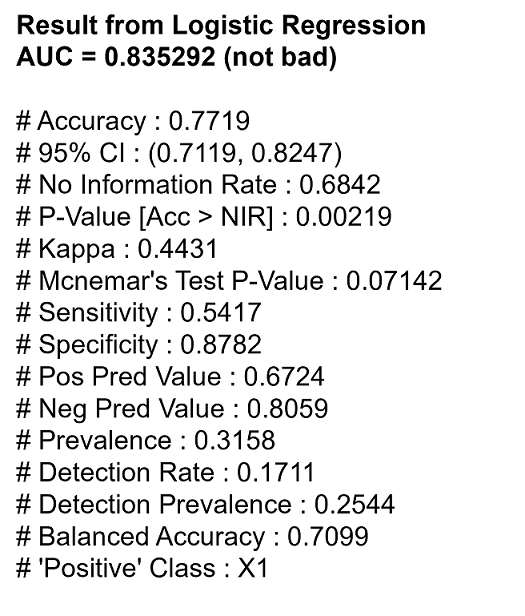 Result from Logistic Regression
AUC = 0.835292 (not bad)
# Accuracy : 0.7719
# 95% CI : (0.7119, 0.8247)
# No Information Rate : 0.6842
# P-Value [Acc > NIR] : 0.00219
# Kappa : 0.4431
# Mcnemar's Test P-Value : 0.07142
# Sensitivity : 0.5417
# Specificity : 0.8782
# Pos Pred Value : 0.6724
# Neg Pred Value : 0.8059
# Prevalence : 0.3158
# Detection Rate : 0.1711
# Detection Prevalence : 0.2544
# Balanced Accuracy : 0.7099
# 'Positive' Class : X1